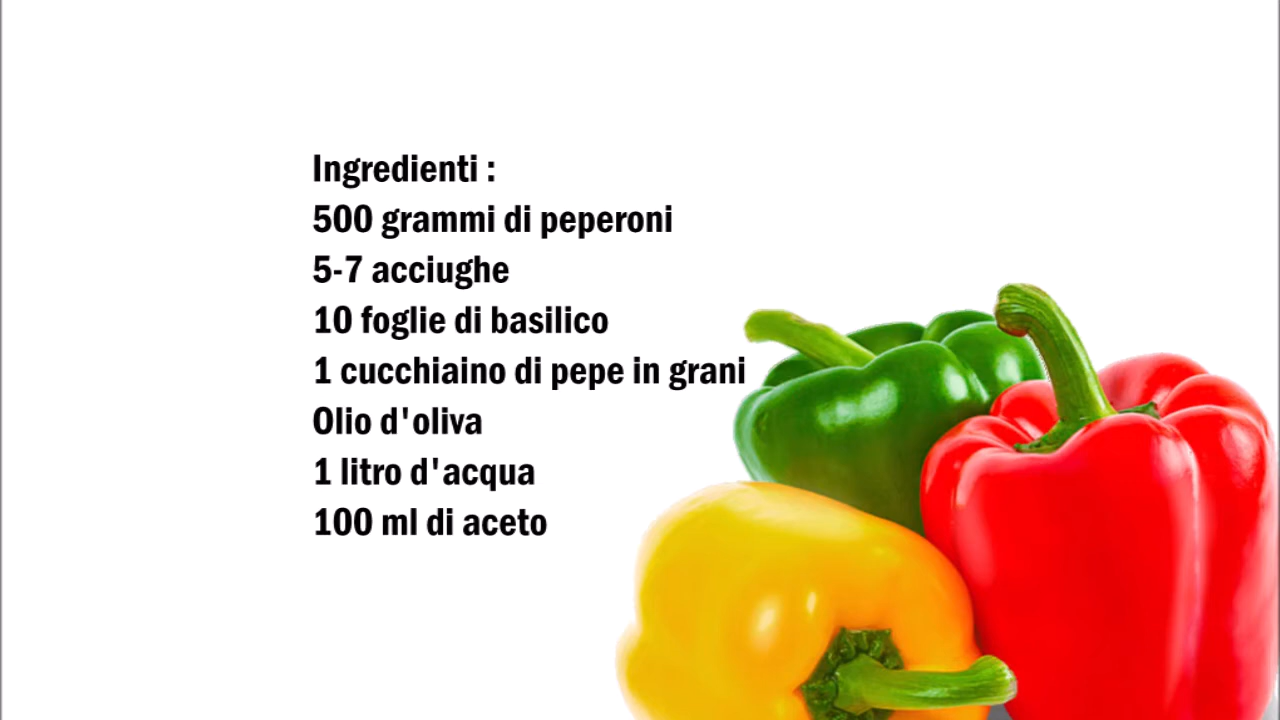 Ingredienti :
500 grammi di peperoni
5-7 acciughe
10 foglie di basilico
1 cucchiaino di pepe in grani
Olio d'oliva
1 litro d'acqua
100 ml di aceto